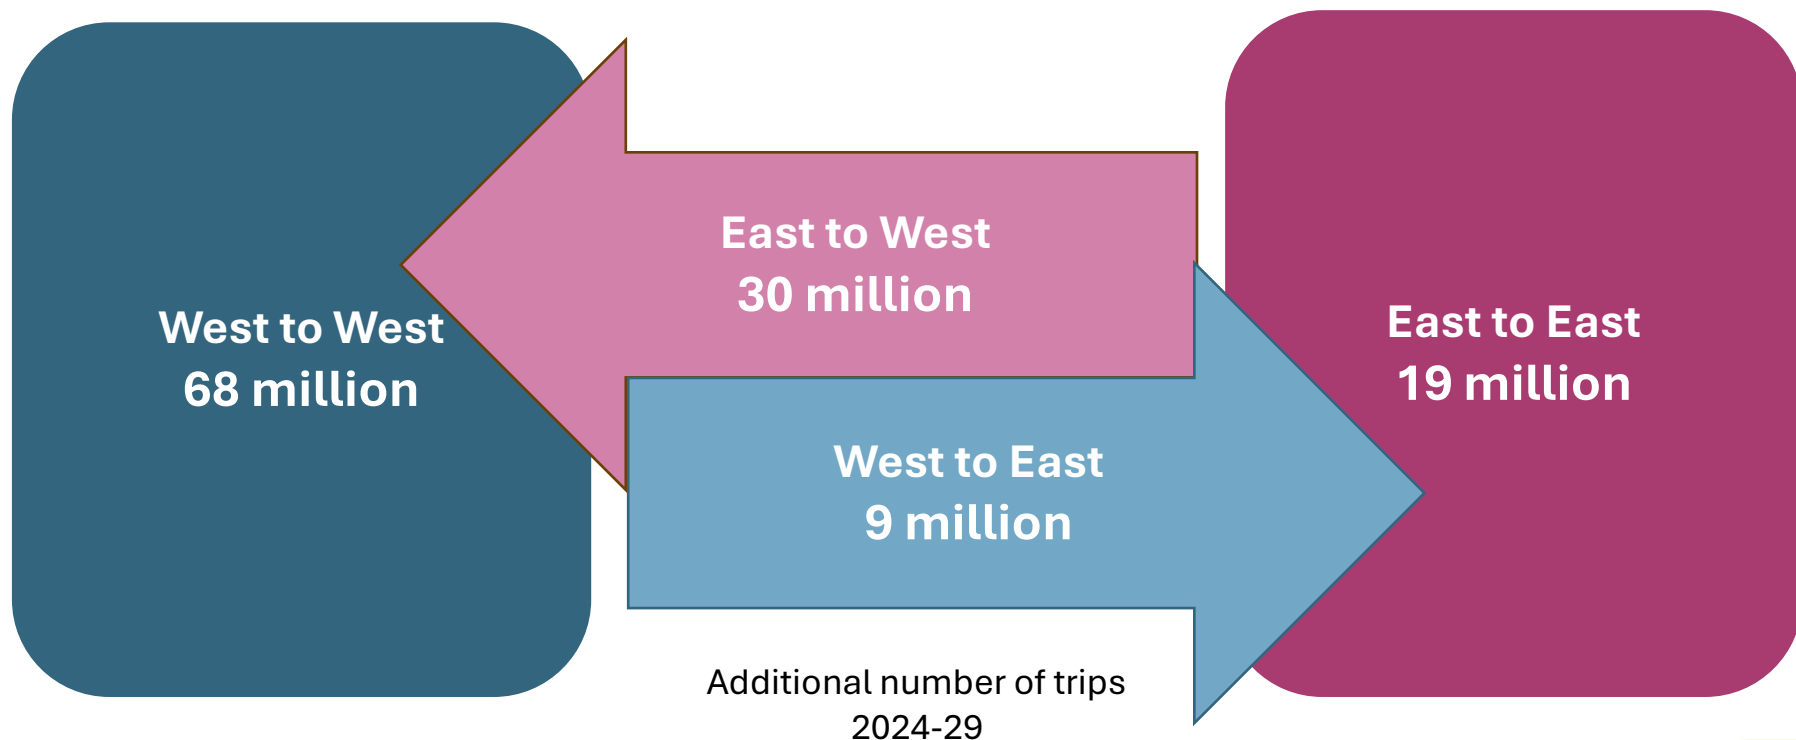 West to West
68 million
East to West
30 million
West to East
9 million
East to East
19 million
Additional number of trips
2024-29